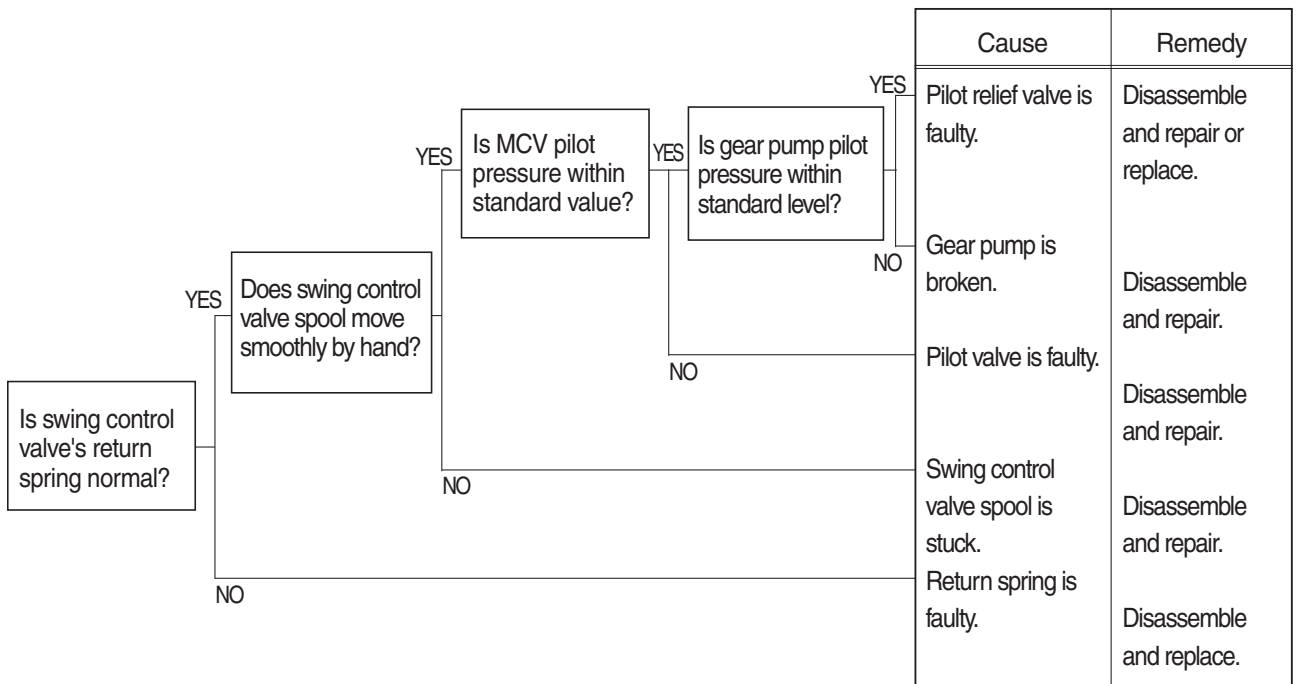 Cause
Remedy
YES
Pilot relief valve is
faulty.
Disassemble
and repair or
replace.
YES
Is MCV pilot
pressure within
standard value?
YES
Is gear pump pilot
pressure within
standard level?
NO
Gear pump is
broken.
Disassemble
and repair.
YES
Does swing control
valve spool move
smoothly by hand?
NO
Pilot valve is faulty.
Disassemble
and repair.
Is swing control
valve's return
spring normal?
NO
Swing control
valve spool is
stuck.
Disassemble
and repair.
NO
Return spring is
faulty.
Disassemble
and replace.